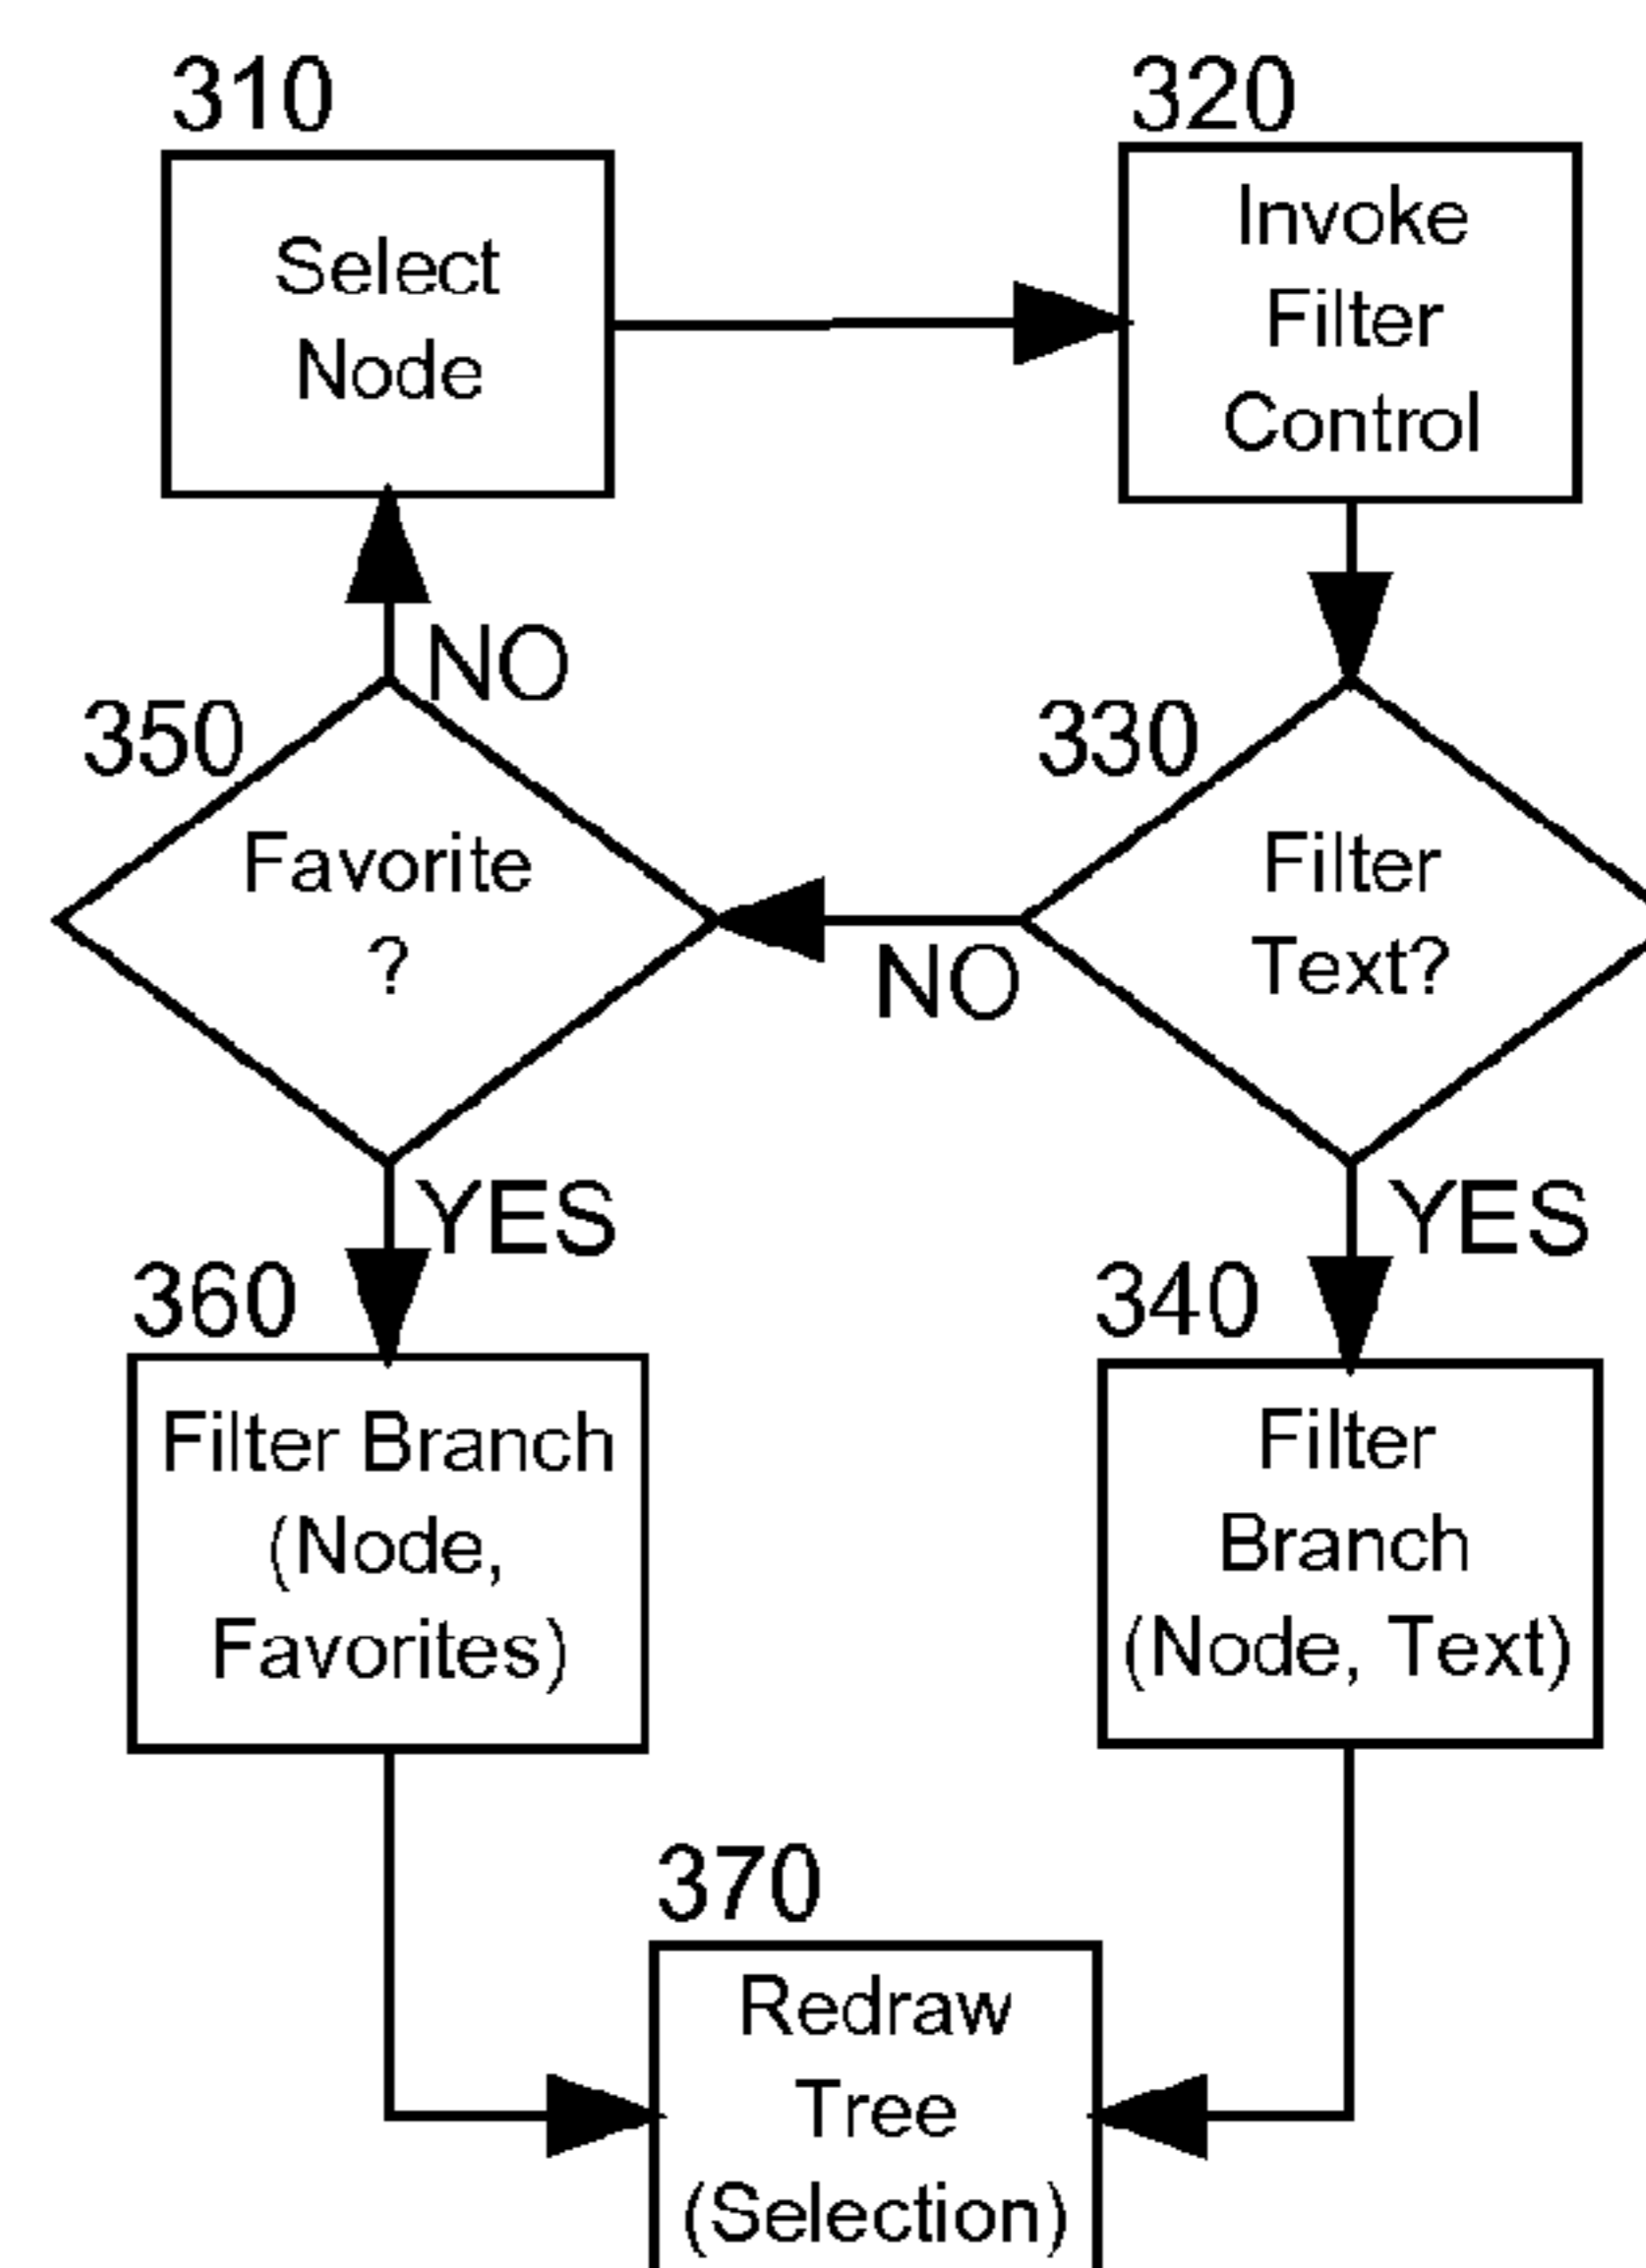 310
Select
Node
320
Invoke
Filter
Control
NO
350
Favorite
?
330
Filter
Text?
NO
YES
YES
360
Filter Branch
(Node,
Favorites)
340
Filter
Branch
(Node, Text)
370
Redraw
Tree
(Selection)